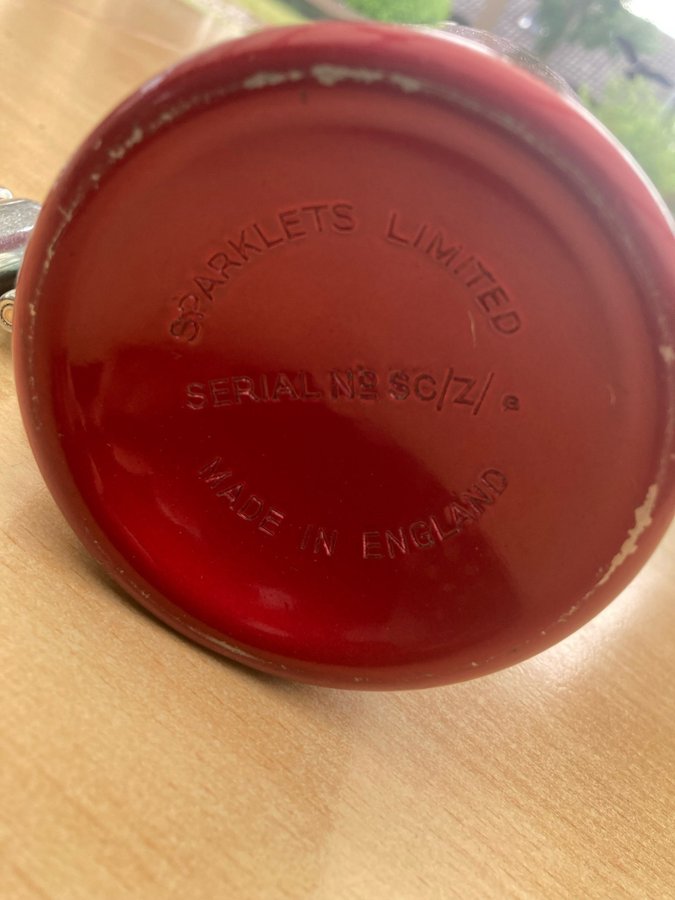 SPARKLETS LIMITED
SERIAL Nº SC/Z/ e
MADE IN ENGLAND